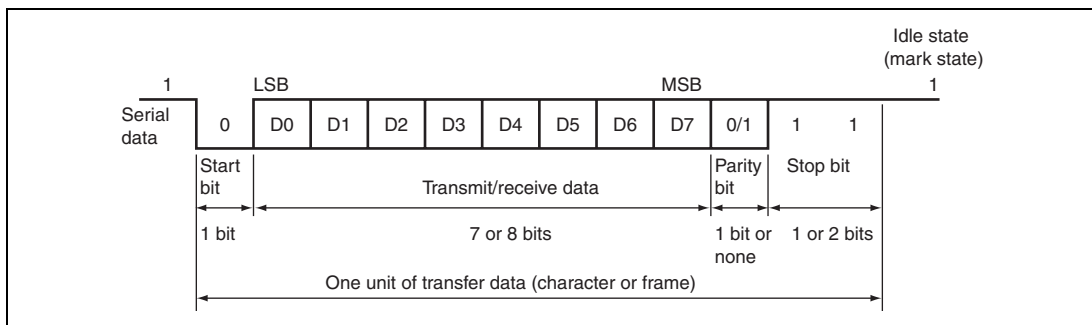 Idle state
(mark state)
1 LSB MSB 1
Serial
data
0 D0 D1 D2 D3 D4 D5 D6 D7 0/1 1 1
Start
bit
Transmit/receive data
Parity
bit
Stop bit
1 bit
7 or 8 bits
1 bit or
none
1 or 2 bits
One unit of transfer data (character or frame)